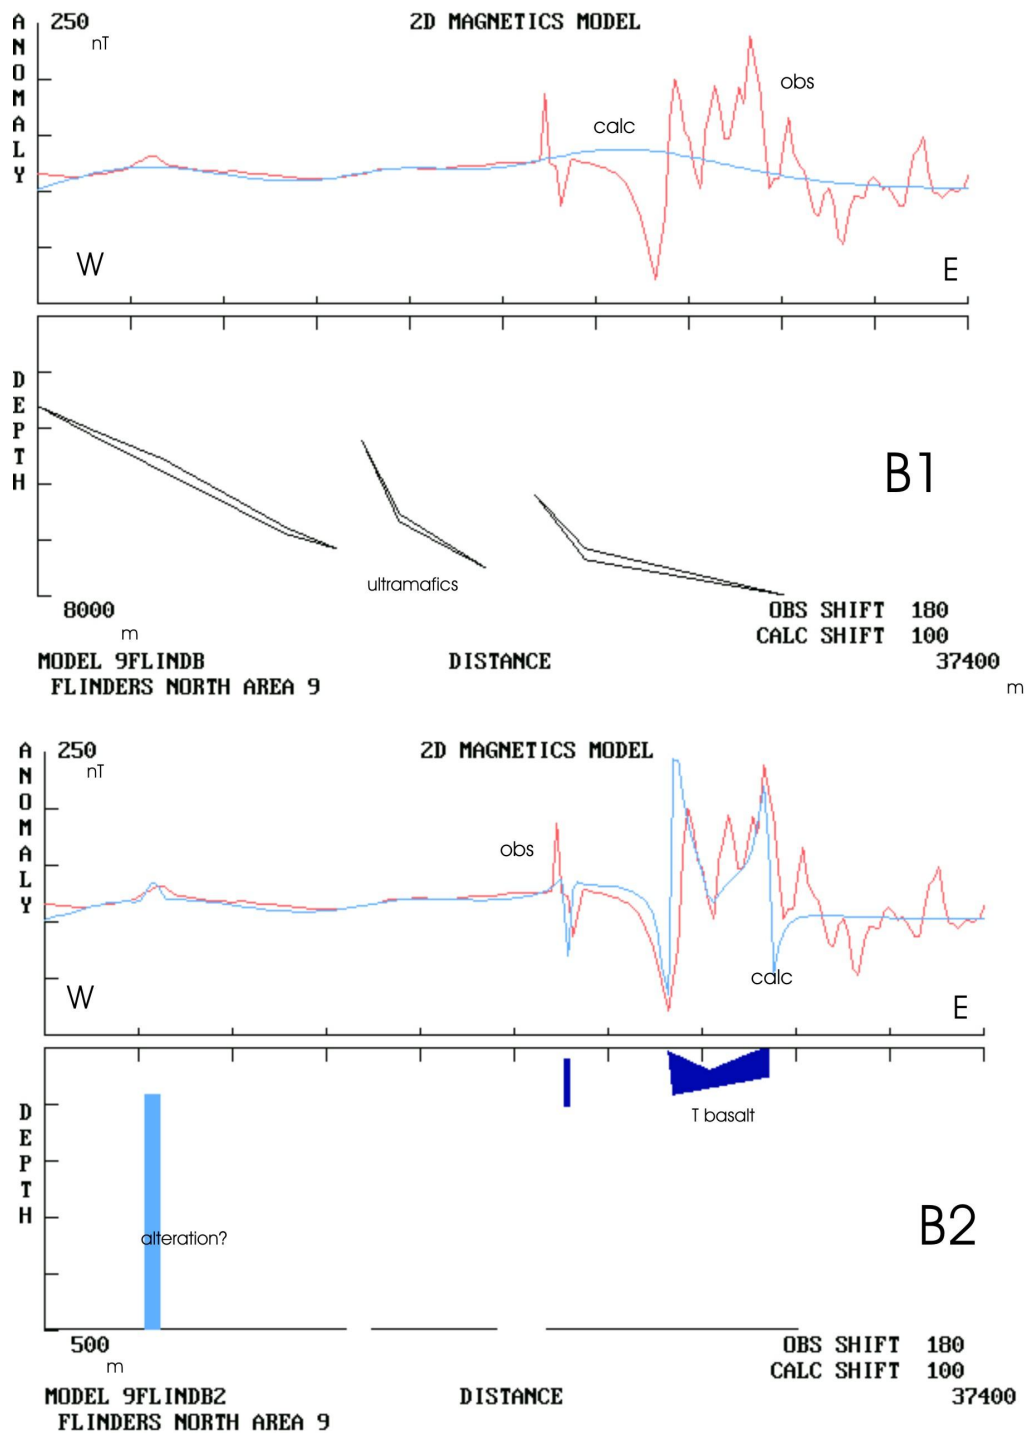 ANOMALY
250
2D MAGNETICS MODEL
nT
obs
calc
W
E
DEPTH
B1
ultramafics
8000
m
OBS SHIFT 180
CALC SHIFT 100
MODEL 9FLINDB
DISTANCE
37400
m
FLINDERS NORTH AREA 9
ANOMALY
250
2D MAGNETICS MODEL
nT
obs
calc
W
E
DEPTH
T basalt
alteration?
B2
500
m
OBS SHIFT 180
CALC SHIFT 100
MODEL 9FLINDB2
DISTANCE
37400
FLINDERS NORTH AREA 9